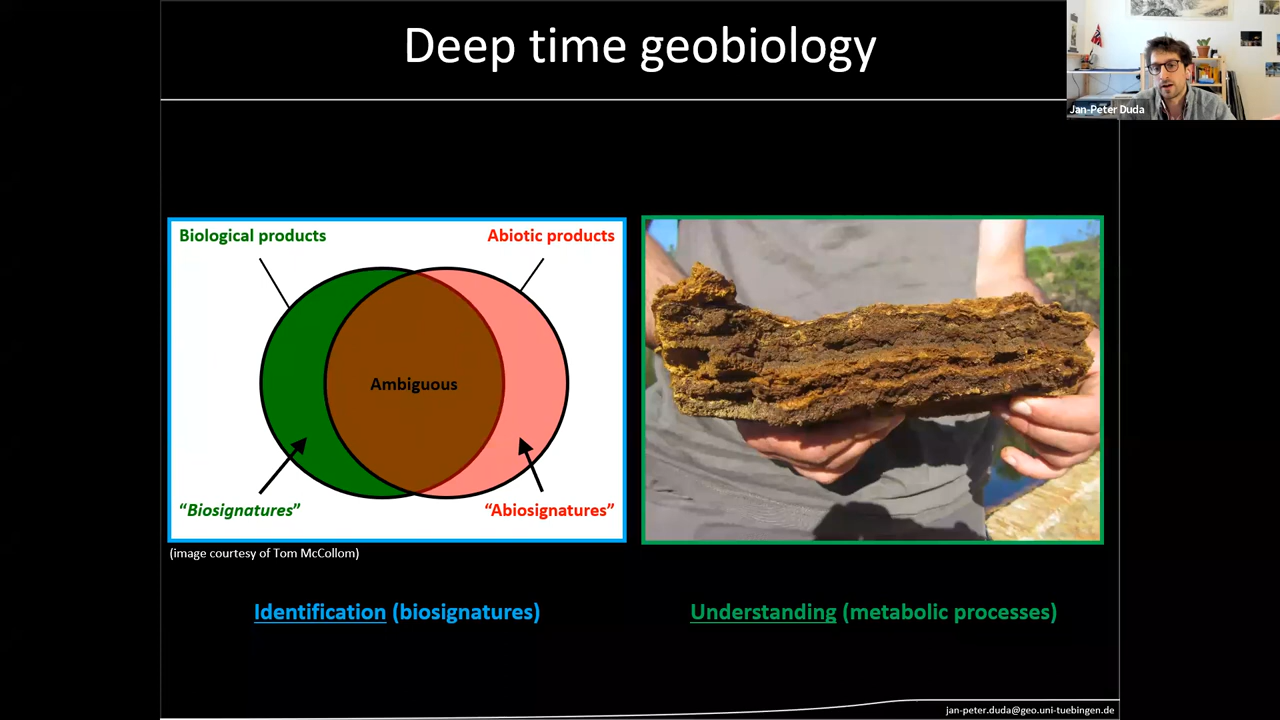 Deep time geobiology
Jan-Peter Duda
Biological products
Abiotic products
Ambiguous
“Biosignatures”
“Abiosignatures”
(image courtesy of Tom McCollom)
Identification (biosignatures)
Understanding (metabolic processes)
jan-peter.duda@geo.uni-tuebingen.de